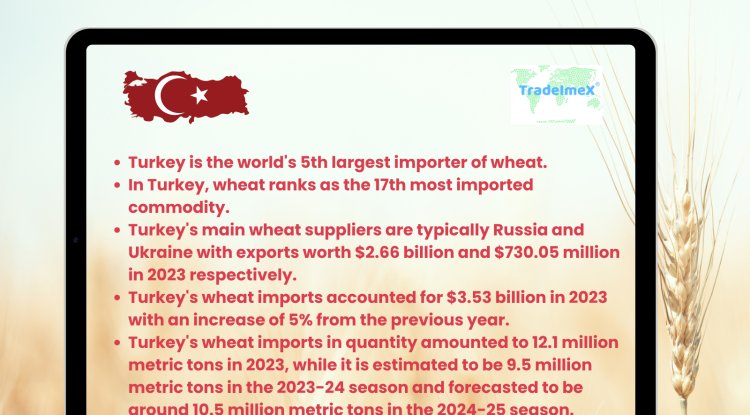 TradeImeX
• Turkey is the world's 5th largest importer of wheat.
• In Turkey, wheat ranks as the 17th most imported
commodity.
• Turkey's main wheat suppliers are typically Russia and
Ukraine with exports worth $2.66 billion and $730.05 million
in 2023 respectively.
• Turkey's wheat imports accounted for $3.53 billion in 2023
with an increase of 5% from the previous year.
• Turkey's wheat imports in quantity amounted to 12.1 million
metric tons in 2023, while it is estimated to be 9.5 million
metric tons in the 2023-24 season and forecasted to be
around 10.5 million metric tons in the 2024-25 season.